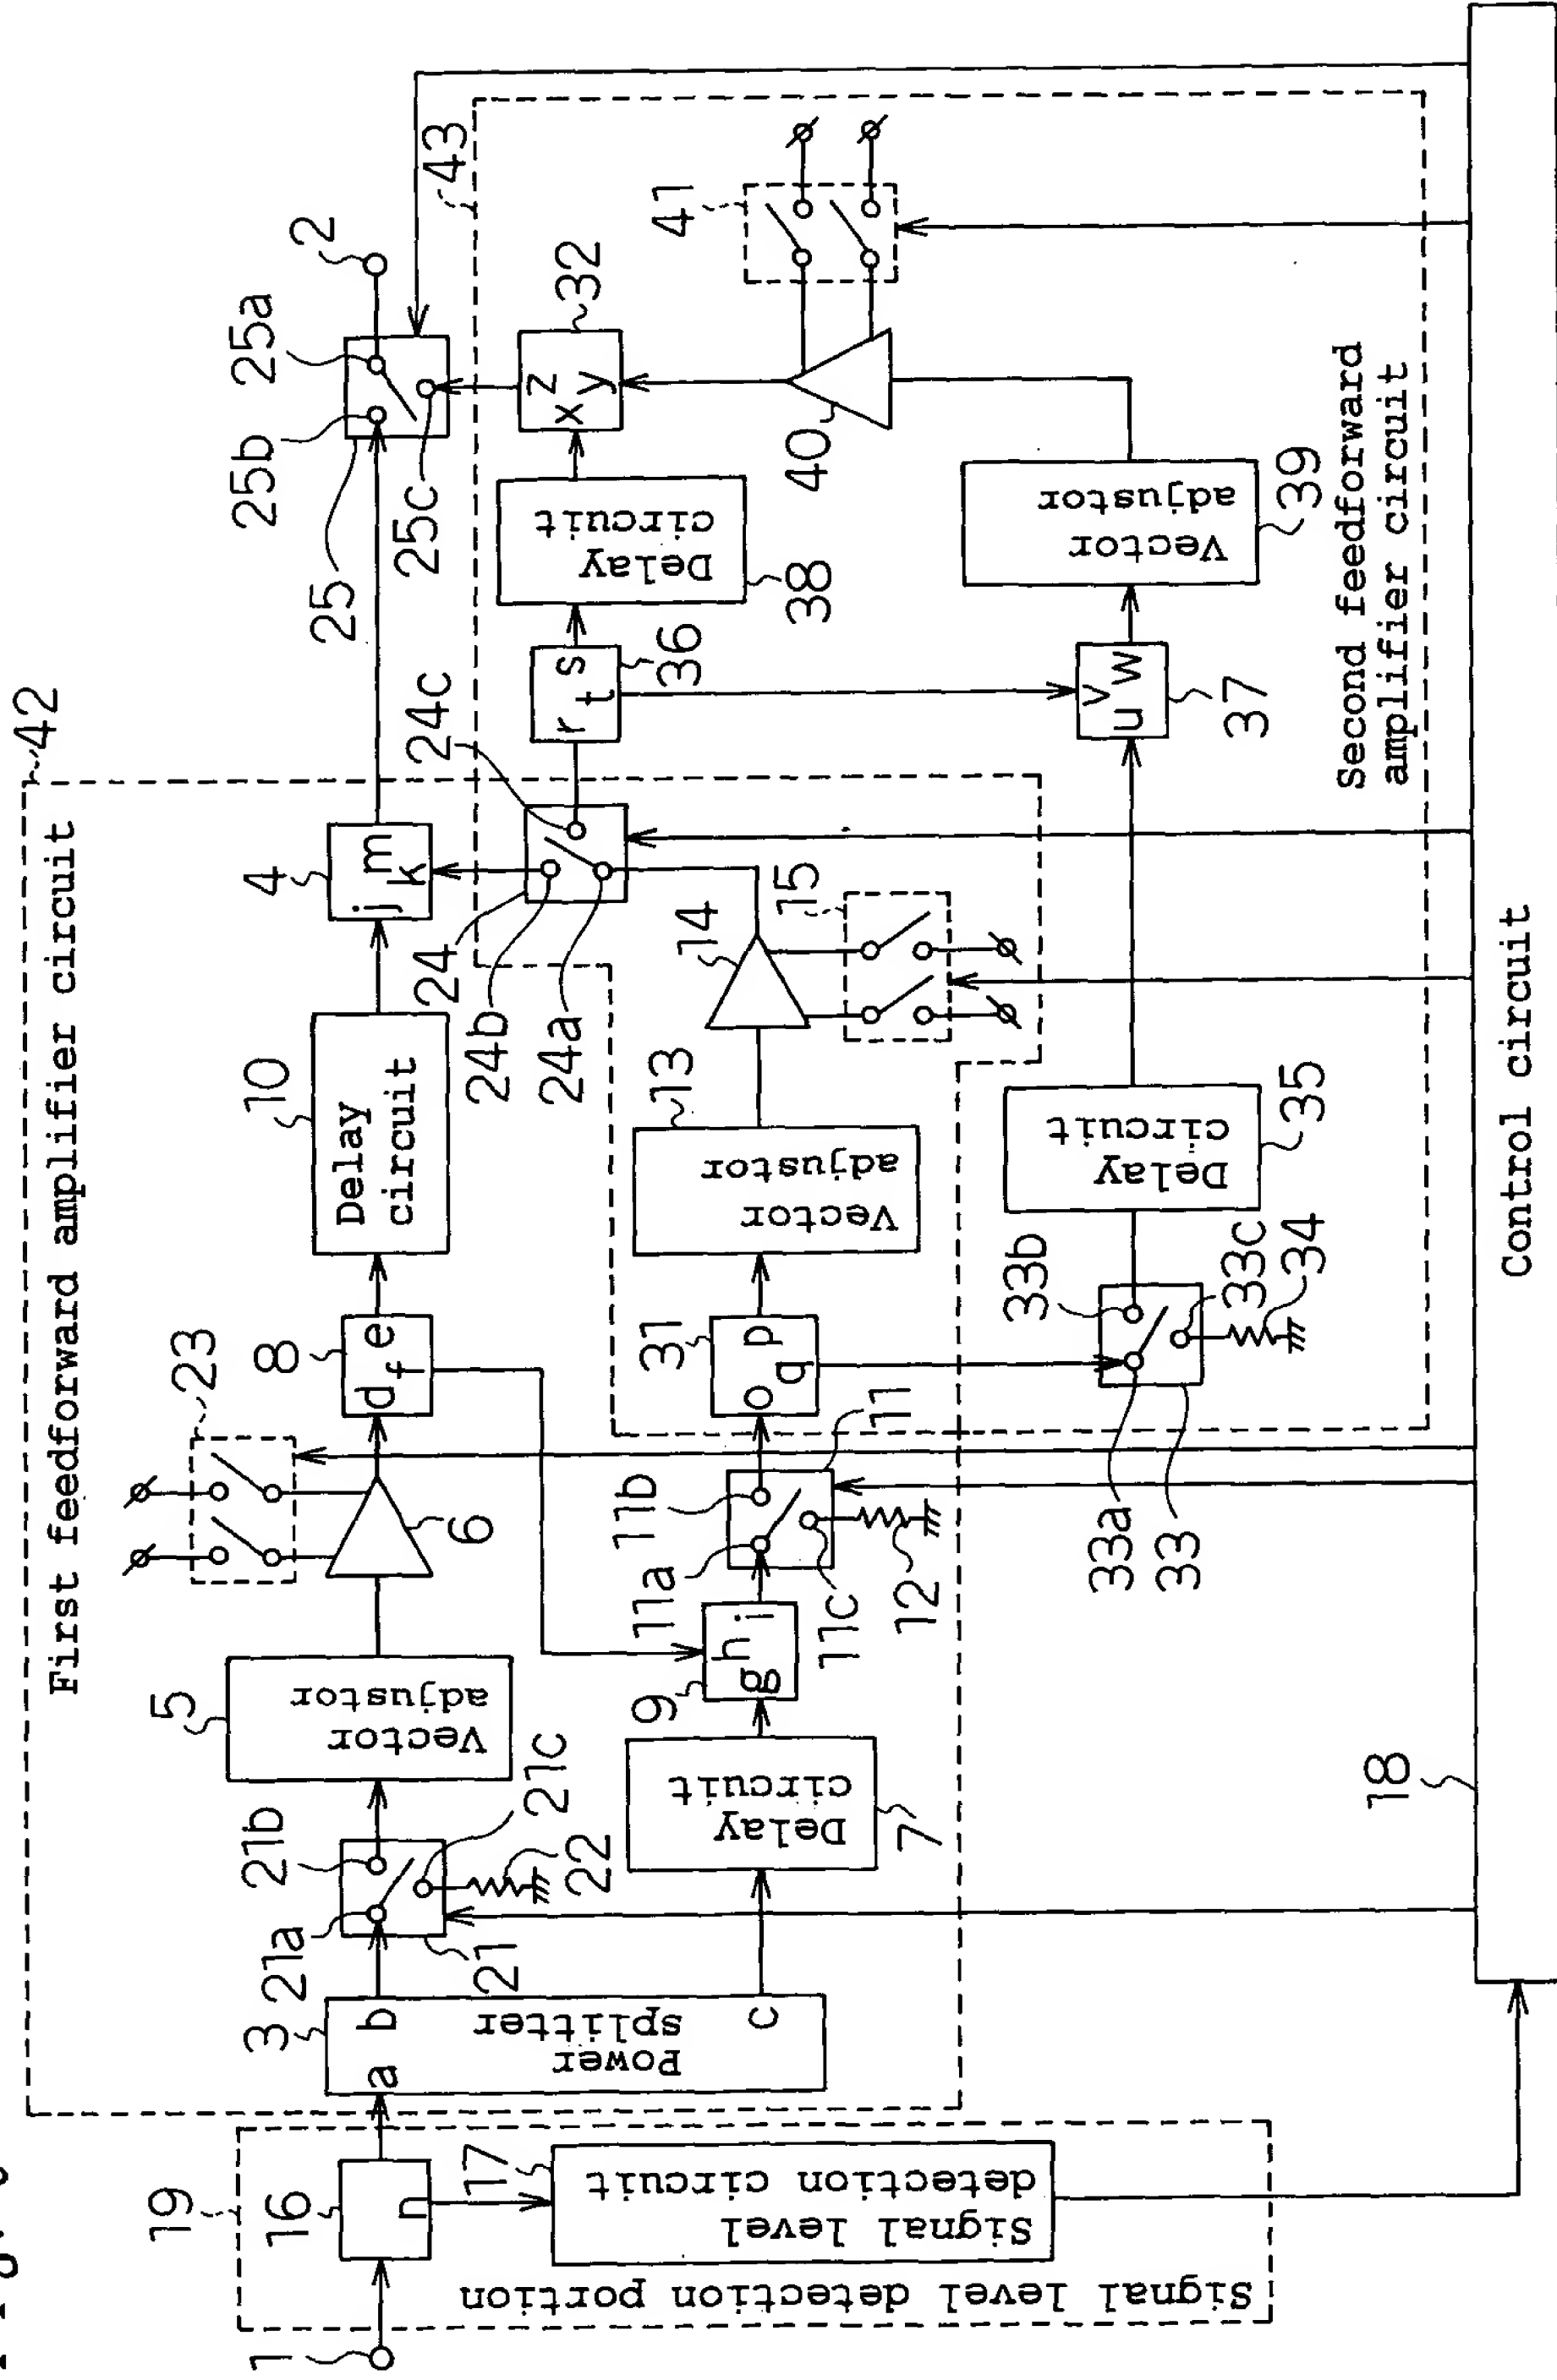 First feedforward amplifier circuit
42
19
1
16
n
17
Signal level
detection circuit
Signal level detection portion
3
a
b
c
Power
spliitter
21a
21b
21c
21
22
5
Vector
adjustor
23
6
8
d
e
f
10
Delay
circuit
4
j
m
k
25
25b
25a
25c
2
43
7
Delay
circuit
9
g
h
i
11a
11b
11c
11
12
31
o
p
q
13
Vector
adjustor
14
15
24
24b
24a
24c
36
r
s
t
38
Delay
circuit
32
x
z
y
40
41
33a
33b
33c
33
34
35
Delay
circuit
37
u
v
w
39
Vector
adjustor
Second feedforward
amplifier circuit
18
Control circuit